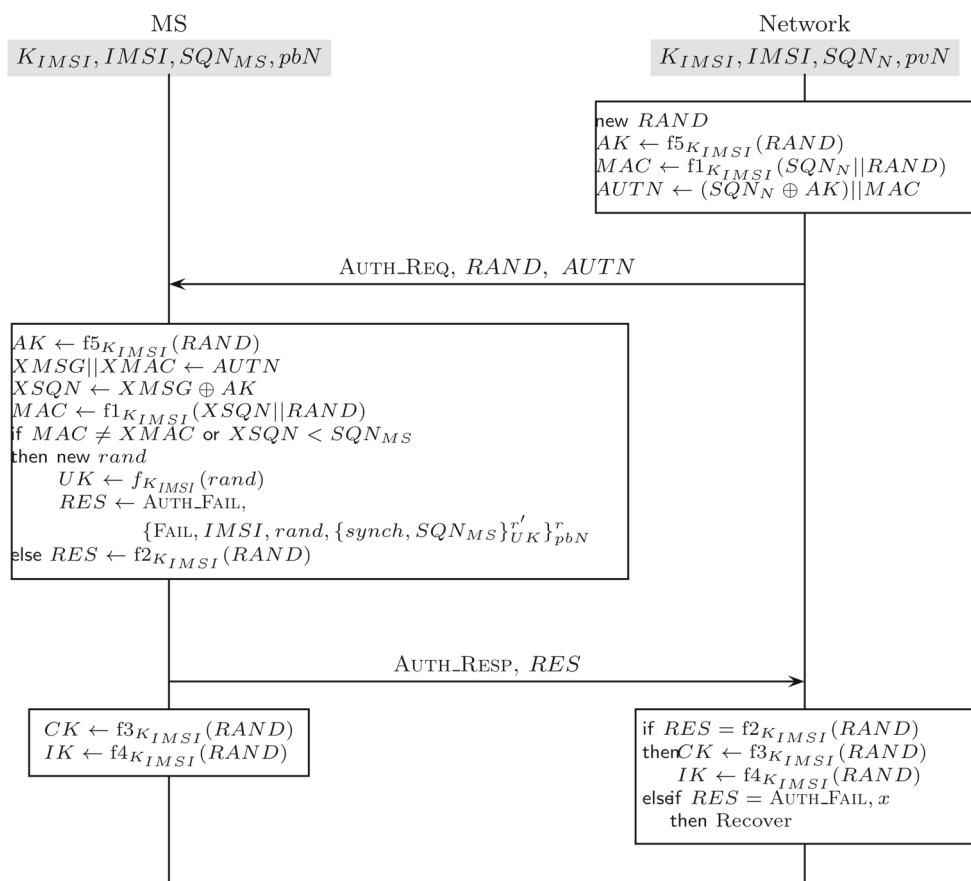 MS
Network
K_IMSI, IMSI, SQN_MS, pbN
K_IMSI, IMSI, SQN_N, pvN
new RAND
AK ← f5_K_IMSI(RAND)
MAC ← f1_K_IMSI(SQN_N||RAND)
AUTN ← (SQN_N ⊕ AK)||MAC
AUTH_REQ, RAND, AUTN
AK ← f5_K_IMSI(RAND)
XMSG||XMAC ← AUTN
XSQN ← XMSG ⊕ AK
MAC ← f1_K_IMSI(XSQN||RAND)
if MAC ≠ XMAC or XSQN < SQN_MS
then new rand
UK ← f_K_IMSI(rand)
RES ← AUTH_FAIL,
{FAIL, IMSI, rand, {synch, SQN_MS}^r'_UK}^r_pbN
else RES ← f2_K_IMSI(RAND)
AUTH_RESP, RES
CK ← f3_K_IMSI(RAND)
IK ← f4_K_IMSI(RAND)
if RES = f2_K_IMSI(RAND)
then CK ← f3_K_IMSI(RAND)
IK ← f4_K_IMSI(RAND)
elseif RES = AUTH_FAIL, x
then Recover